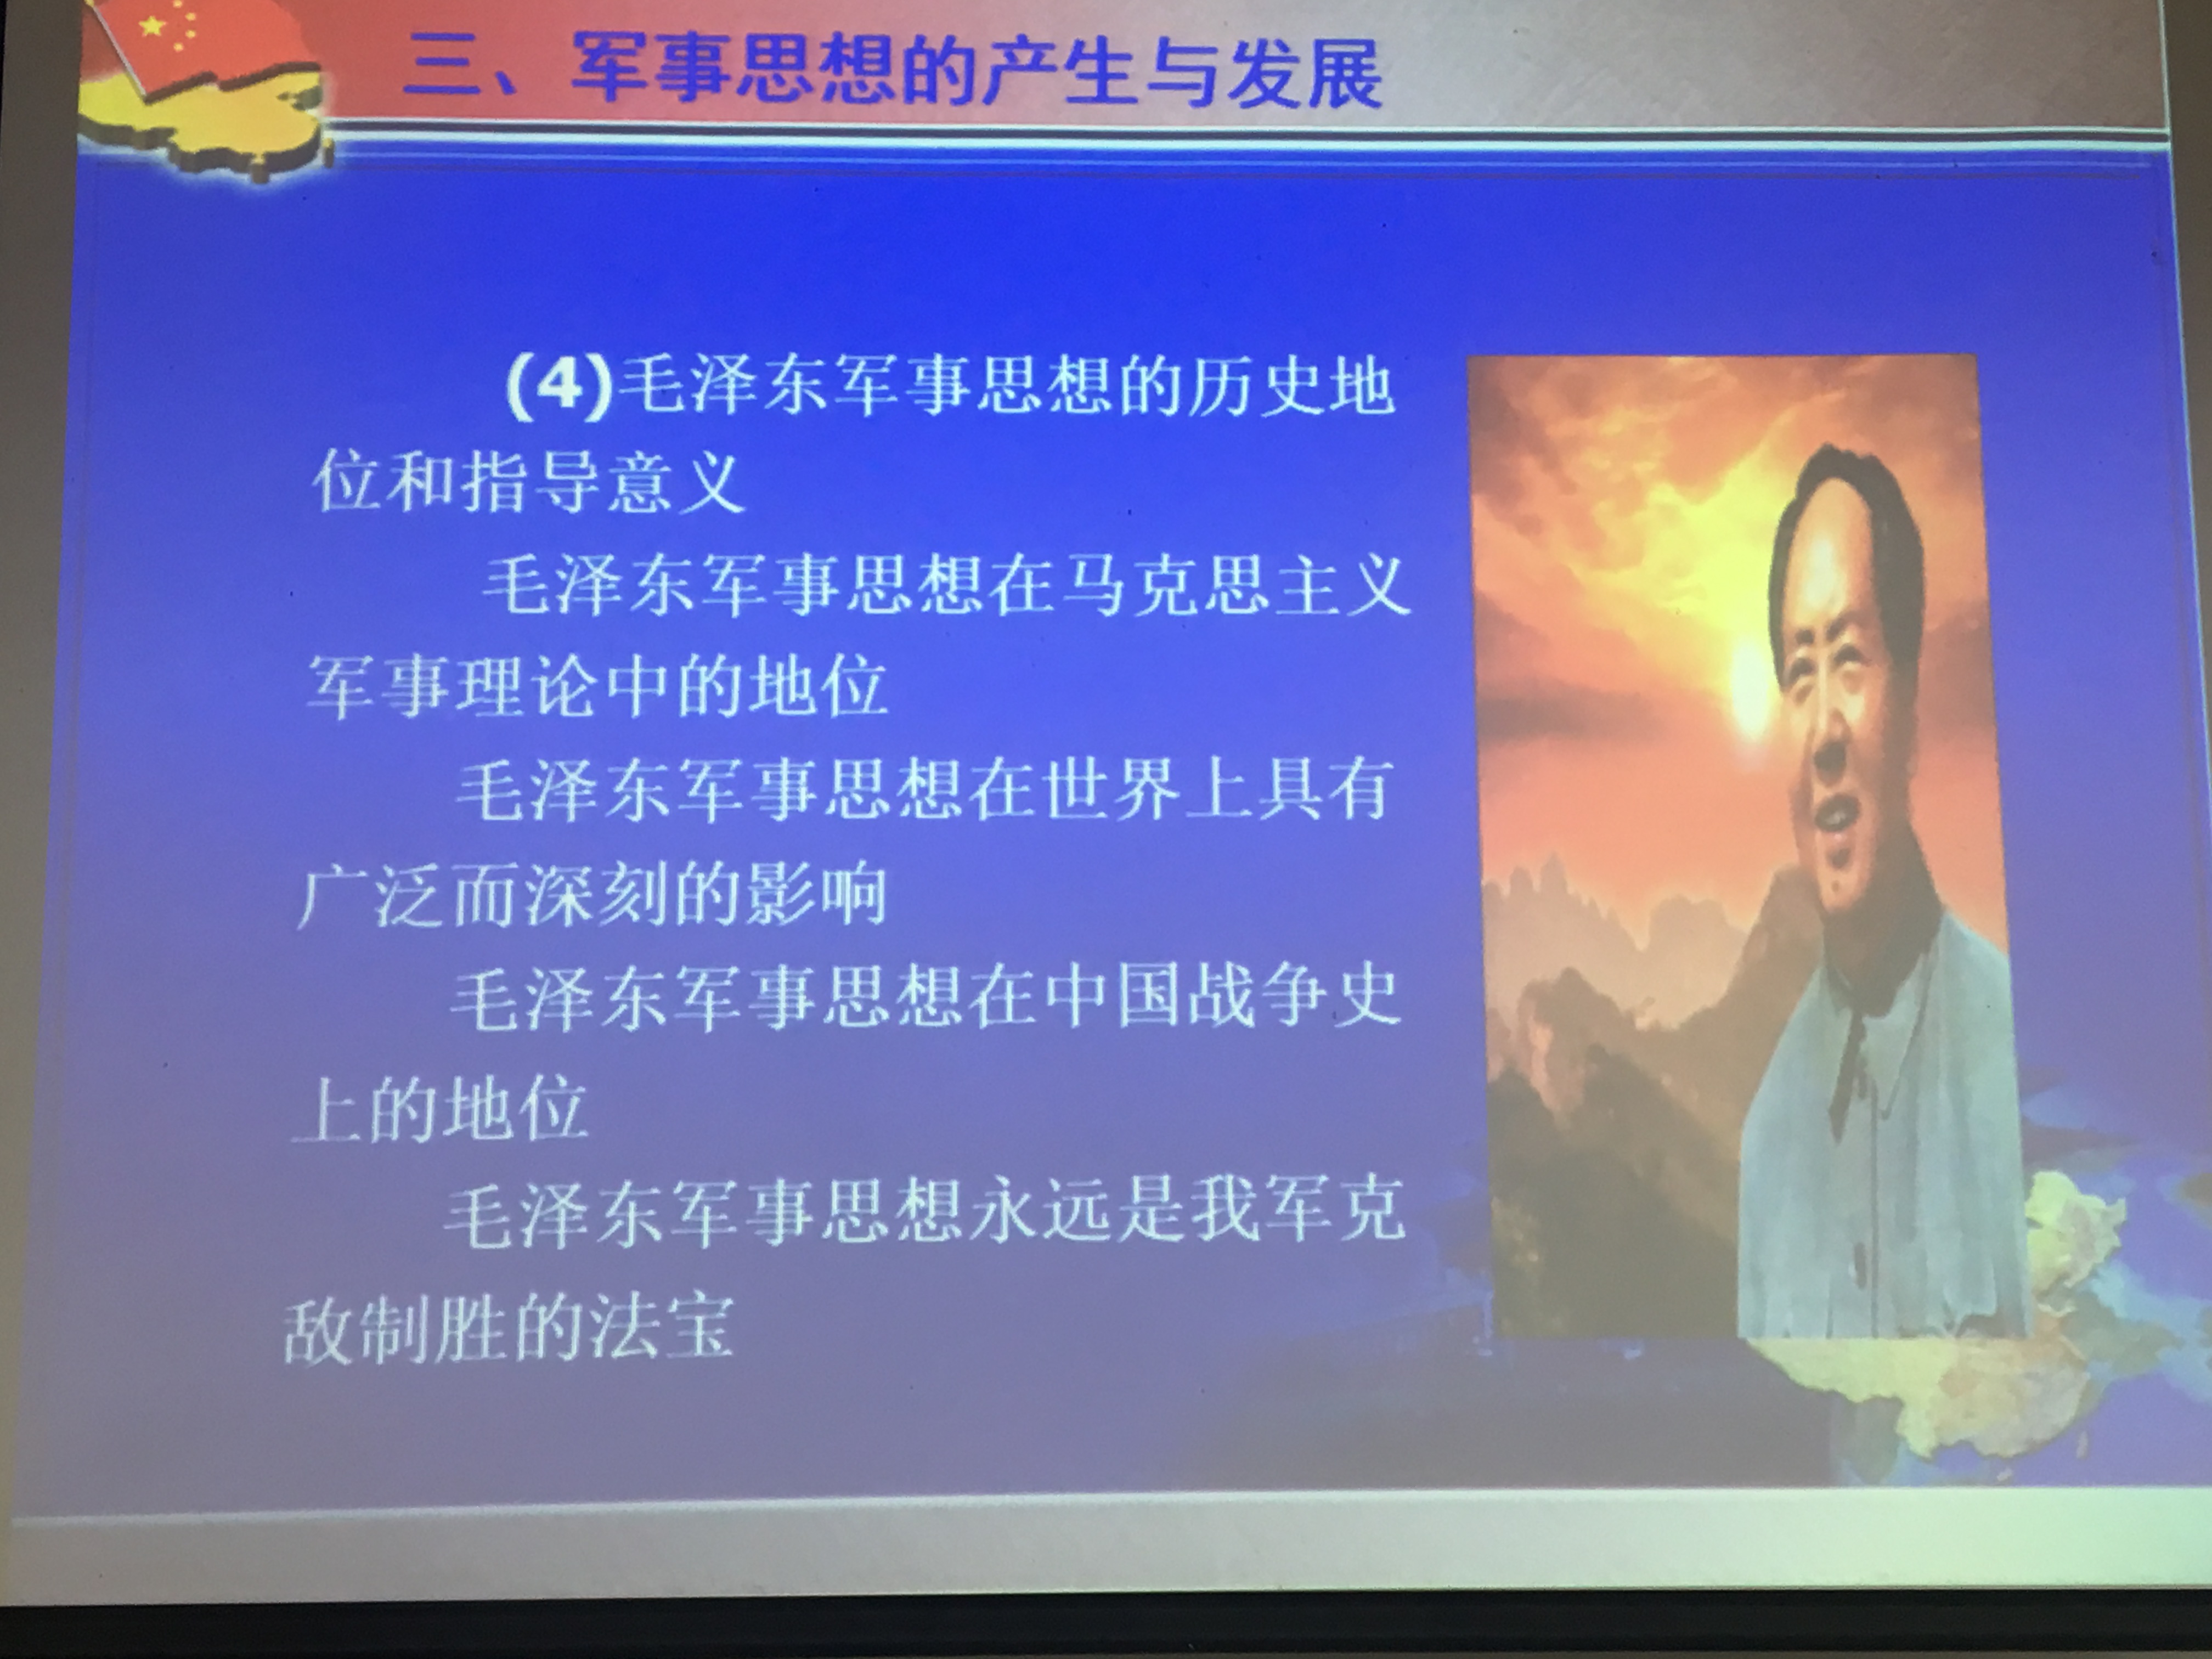 三、军事思想的产生与发展
(4)毛泽东军事思想的历史地
位和指导意义
毛泽东军事思想在马克思主义
军事理论中的地位
毛泽东军事思想在世界上具有
广泛而深刻的影响
毛泽东军事思想在中国战争史
上的地位
毛泽东军事思想永远是我军克
敌制胜的法宝